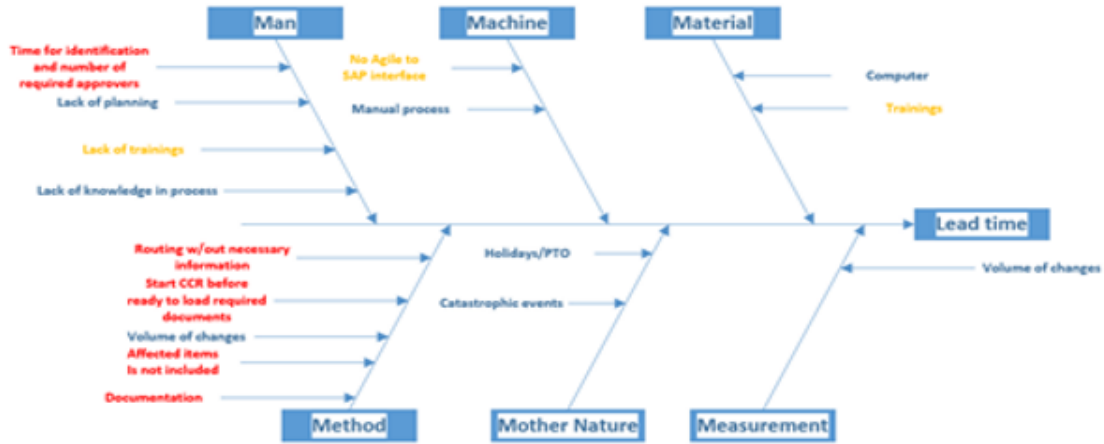 Man
Machine
Material
Time for identification
and number of
required approvers
Lack of planning
Lack of trainings
Lack of knowledge in process
No Agile to
SAP interface
Manual process
Computer
Trainings
Lead time
Routing w/out necessary
information
Start CCR before
ready to load required
documents
Volume of changes
Affected items
Is not included
Documentation
Holidays/PTO
Catastrophic events
Volume of changes
Method
Mother Nature
Measurement